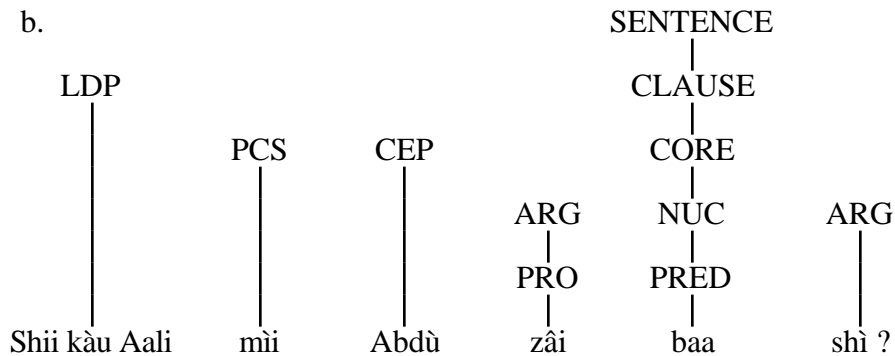 b. SENTENCE
LDP CLAUSE
PCS CEP CORE
ARG NUC ARG
PRO PRED
Shii kàu Aali mìi Abdù zâi baa shì ?